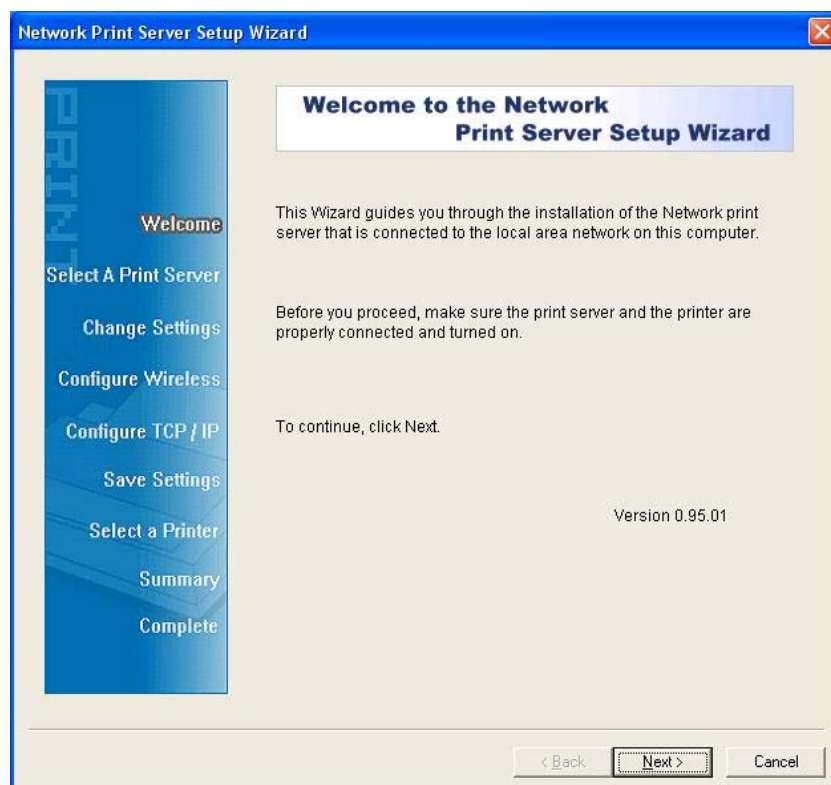 Network Print Server Setup Wizard
PRINT
Welcome
Select A Print Server
Change Settings
Configure Wireless
Configure TCP / IP
Save Settings
Select a Printer
Summary
Complete
Welcome to the Network
Print Server Setup Wizard
This Wizard guides you through the installation of the Network print
server that is connected to the local area network on this computer.
Before you proceed, make sure the print server and the printer are
properly connected and turned on.
To continue, click Next.
Version 0.95.01
< Back
Next >
Cancel